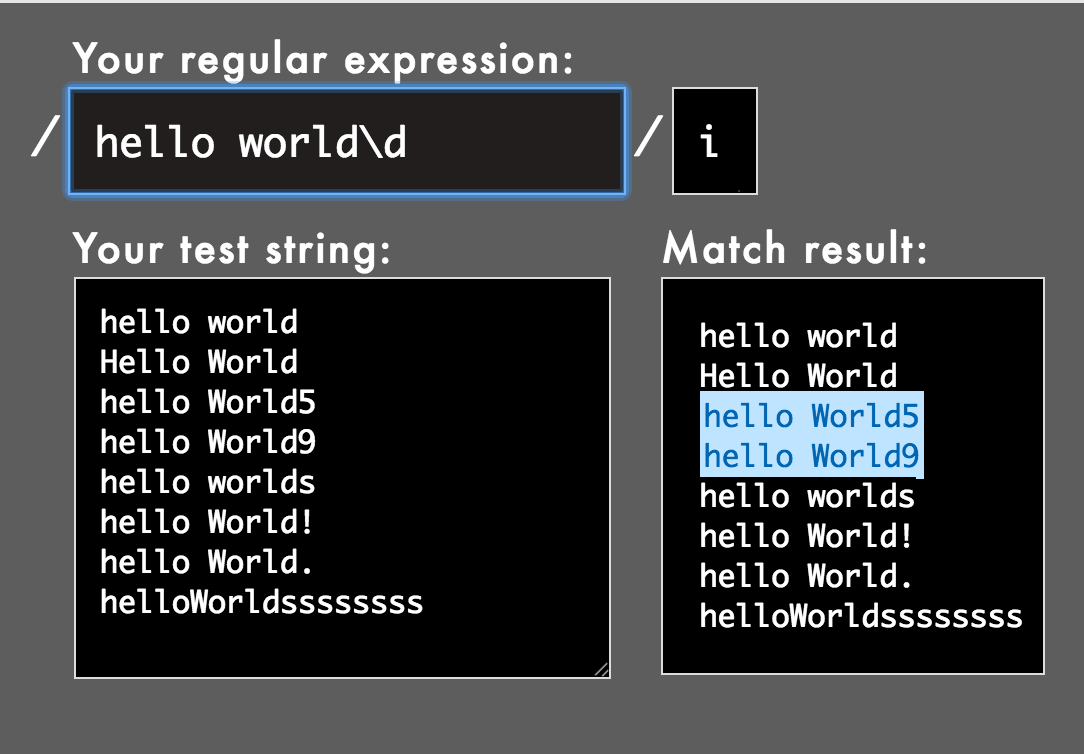 Your regular expression:
/ hello world\d / i
Your test string:
hello world
Hello World
hello World5
hello World9
hello worlds
hello World!
hello World.
helloWorldssssssss
Match result:
hello world
Hello World
hello World5
hello World9
hello worlds
hello World!
hello World.
helloWorldssssssss